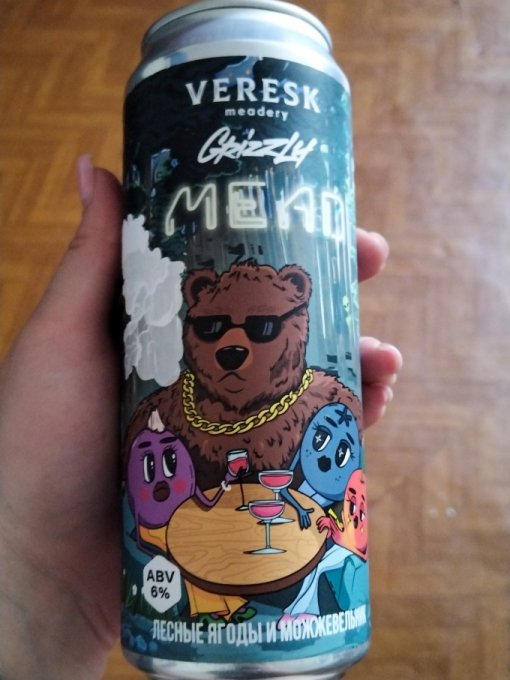 VERESK
meadery
GRizzLy
MEAD
ABV
6%
ЛЕСНЫЕ ЯГОДЫ И МОЖЖЕВЕЛЬНИК